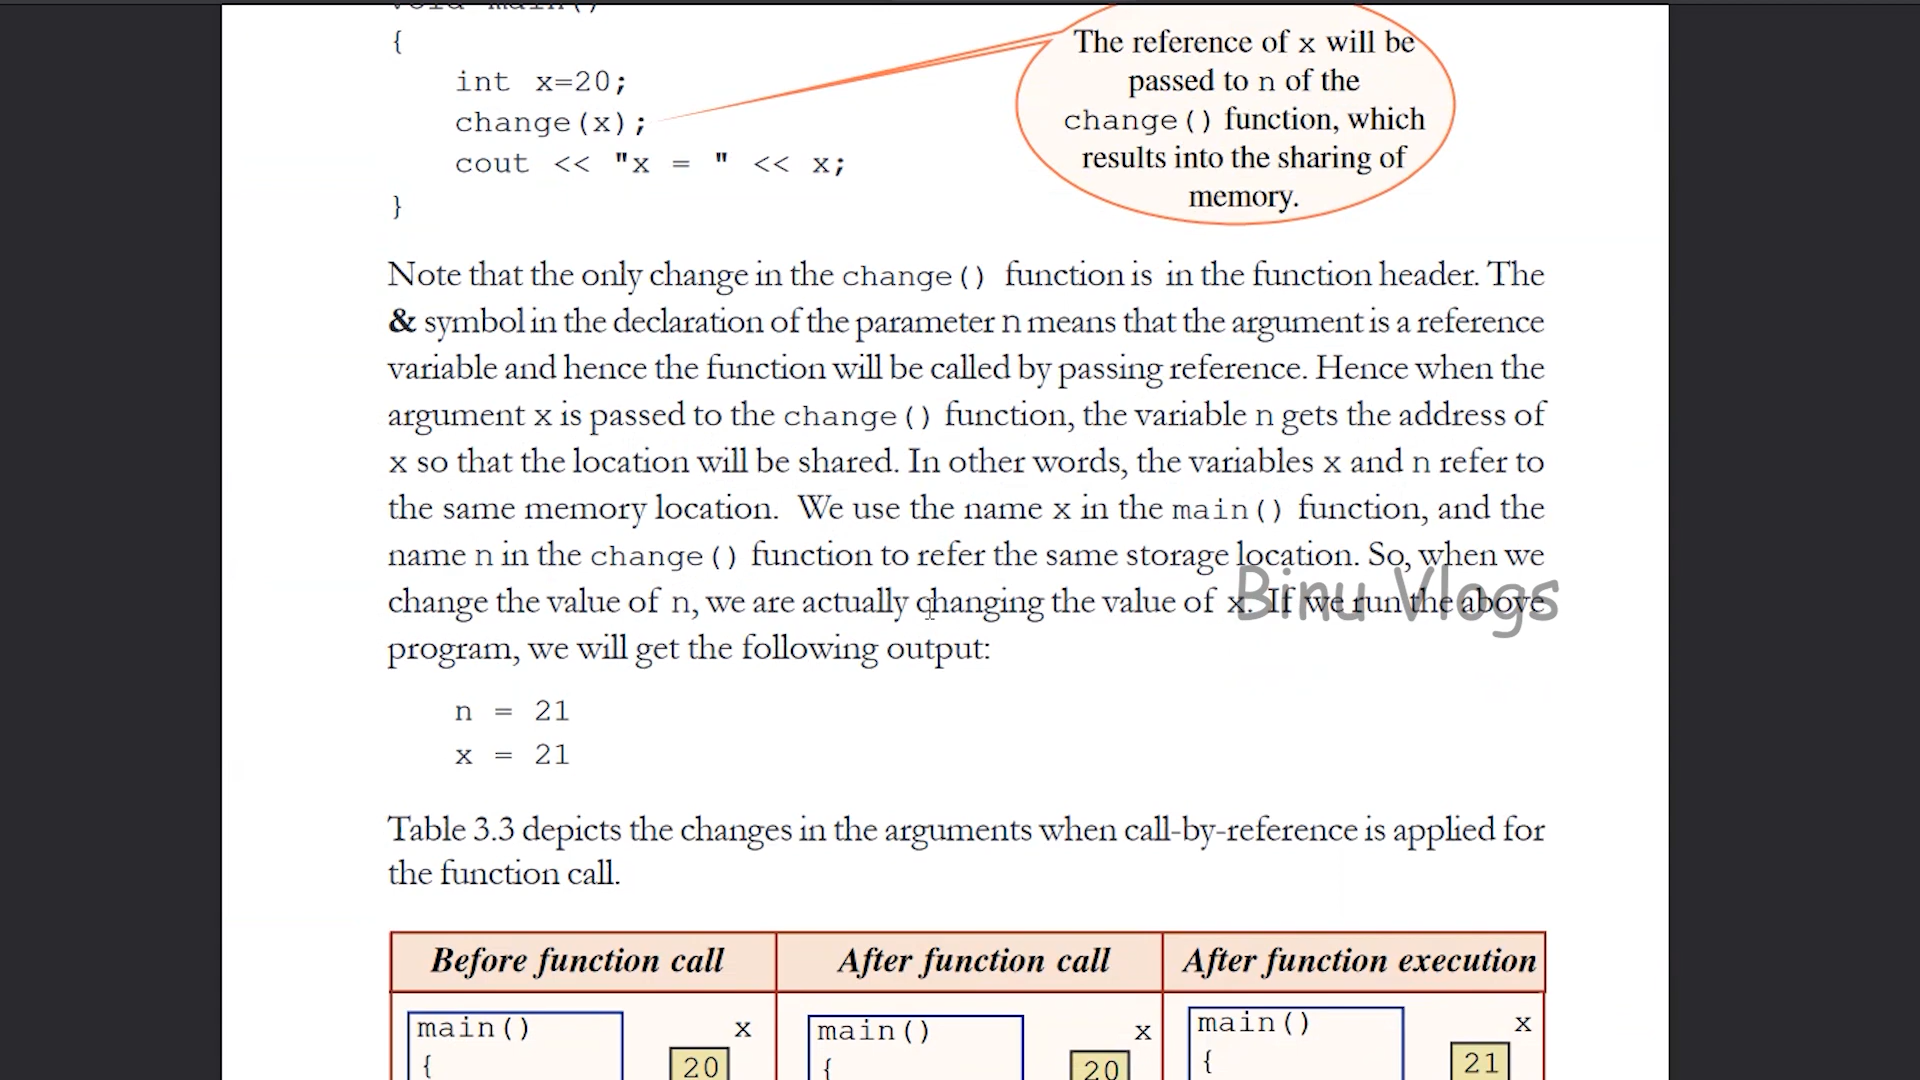 void main()
{
int x=20;
change(x);
cout << "x = " << x;
}
The reference of x will be
passed to n of the
change() function, which
results into the sharing of
memory.
Note that the only change in the change() function is in the function header. The
& symbol in the declaration of the parameter n means that the argument is a reference
variable and hence the function will be called by passing reference. Hence when the
argument x is passed to the change() function, the variable n gets the address of
x so that the location will be shared. In other words, the variables x and n refer to
the same memory location. We use the name x in the main() function, and the
name n in the change() function to refer the same storage location. So, when we
change the value of n, we are actually changing the value of x. If we run the above
program, we will get the following output:
Binu Vlogs
n = 21
x = 21
Table 3.3 depicts the changes in the arguments when call-by-reference is applied for
the function call.
Before function call After function call After function execution
main() x main() x main() x
{ 20 { 20 { 21